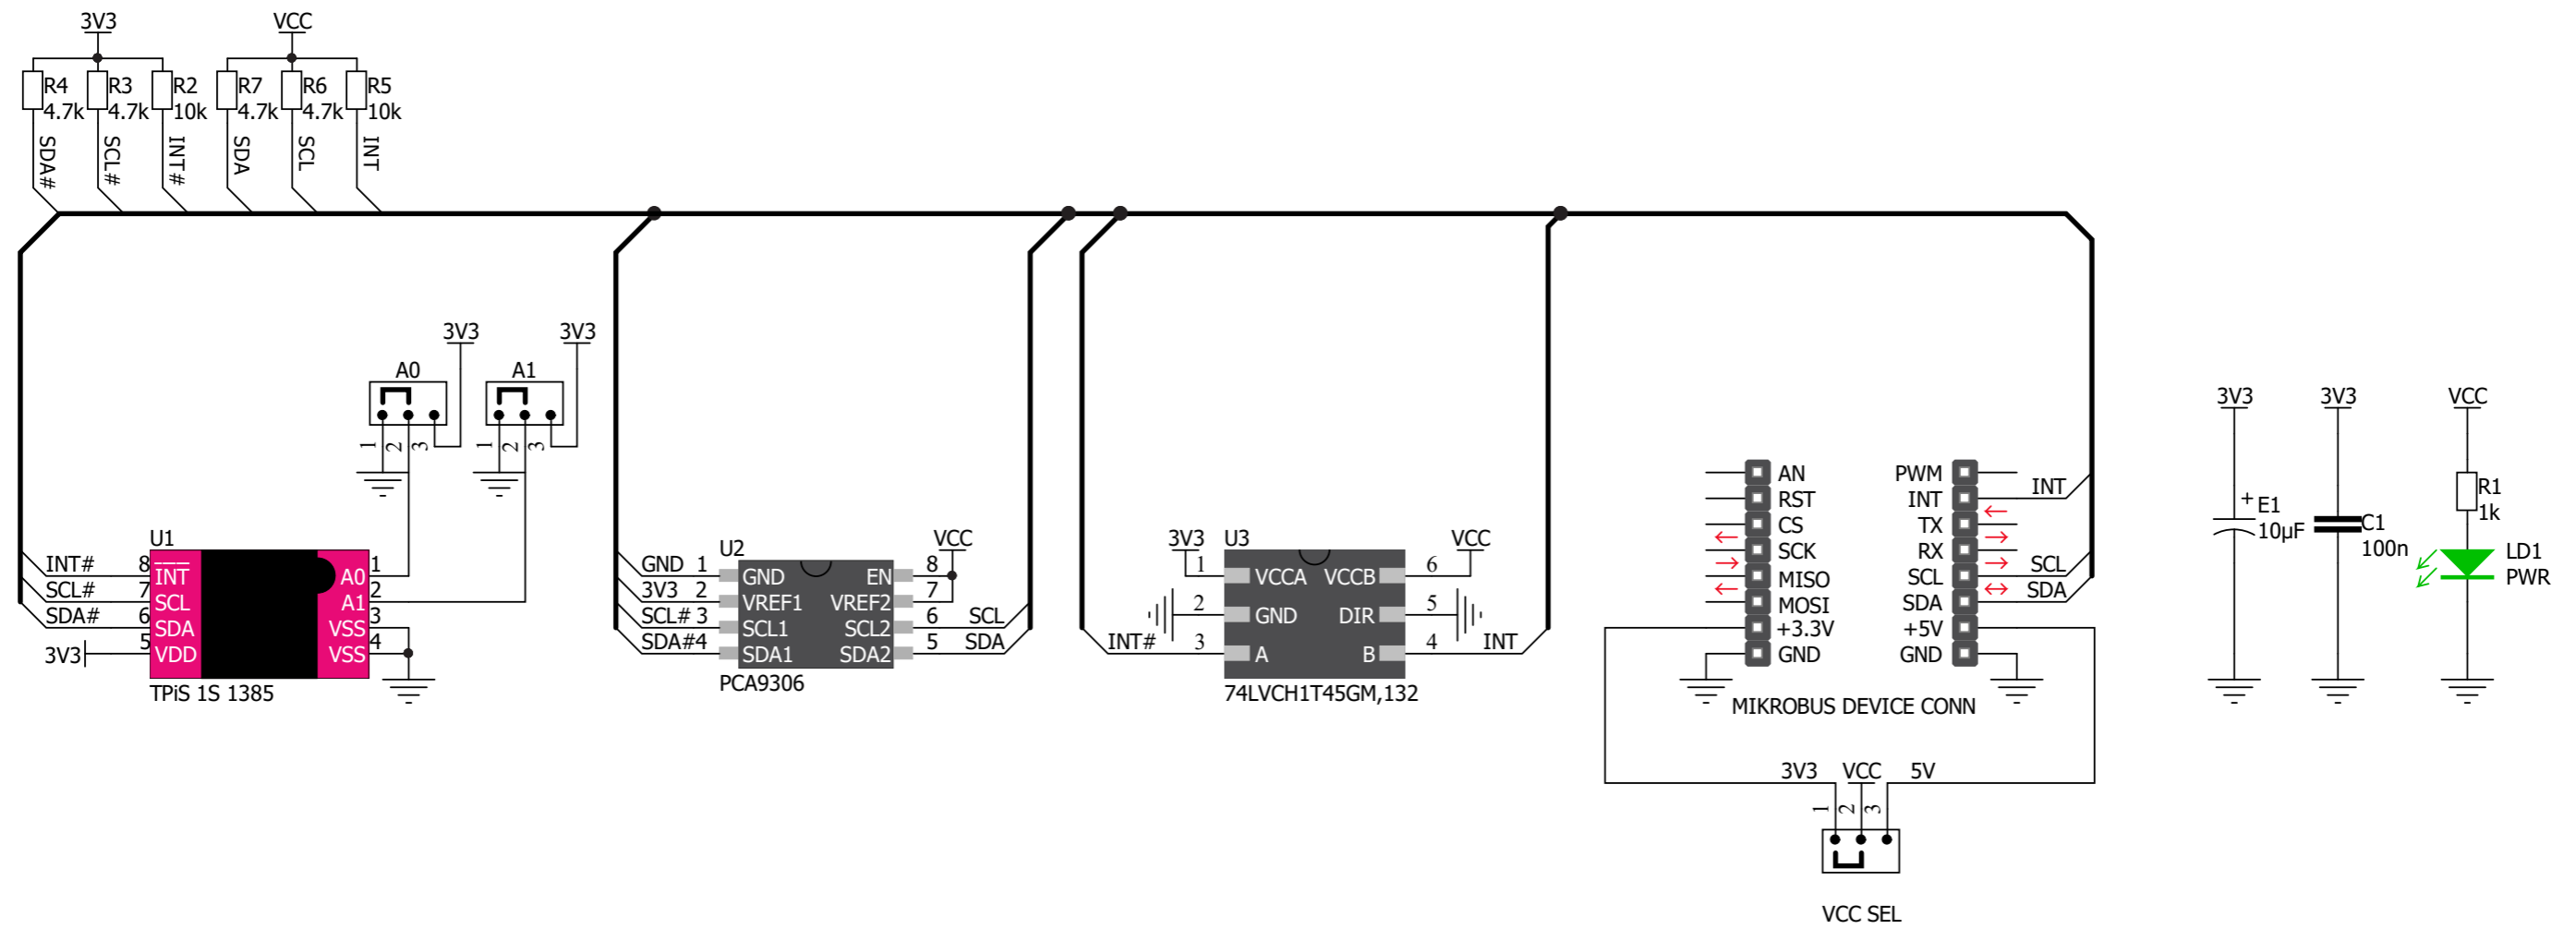 3V3 VCC
R4 R3 R2 R7 R6 R5
4.7k 4.7k 10k 4.7k 4.7k 10k
SDA# SCL# INT# SDA SCL INT
3V3 3V3
A0 A1
1 2 3 1 2 3
U1
INT# 8 INT A0 1
SCL# 7 SCL A1 2
SDA# 6 SDA VSS 3
3V3 5 VDD VSS 4
TPiS 1S 1385
U2 VCC
GND 1 GND EN 8
3V3 2 VREF1 VREF2 7
SCL# 3 SCL1 SCL2 6 SCL
SDA# 4 SDA1 SDA2 5 SDA
PCA9306
3V3 U3 VCC
1 VCCA VCCB 6
2 GND DIR 5
INT# 3 A B 4 INT
74LVCH1T45GM,132
AN PWM
RST INT INT
CS TX
SCK RX
MISO SCL SCL
MOSI SDA SDA
+3.3V +5V
GND GND
MIKROBUS DEVICE CONN
3V3 VCC 5V
1 2 3
VCC SEL
3V3 3V3 VCC
+ E1
10µF
C1
100n
R1
1k
LD1
PWR